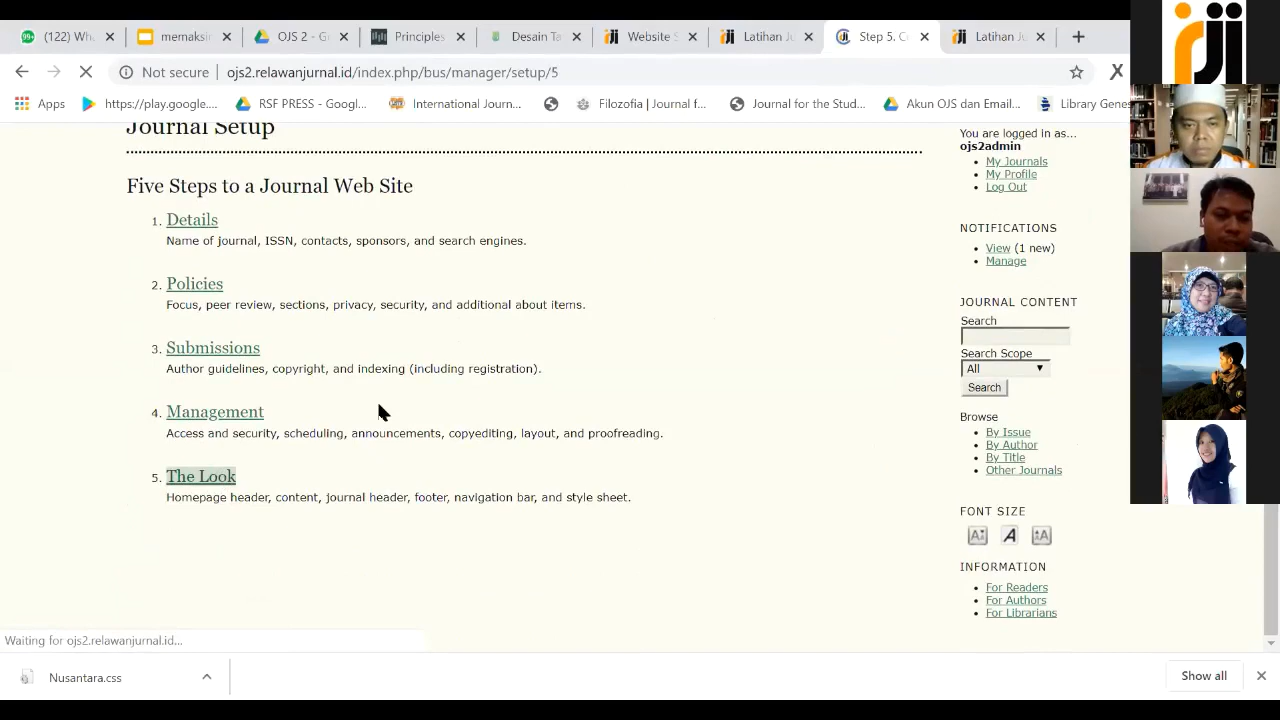 (122) Whu
memaksin
OJS 2 - G
Principles
Desain Ta
Website S
Latihan Ju
Step 5. C
Latihan Ju
Not secure
ojs2.relawanjurnal.id/index.php/bus/manager/setup/5
Apps
https://play.google....
RSF PRESS - Googl...
International Journ...
Filozofia | Journal f...
Journal for the Stud...
Akun OJS dan Email...
Library Genes
Journal Setup
Five Steps to a Journal Web Site
1. Details
Name of journal, ISSN, contacts, sponsors, and search engines.
2. Policies
Focus, peer review, sections, privacy, security, and additional about items.
3. Submissions
Author guidelines, copyright, and indexing (including registration).
4. Management
Access and security, scheduling, announcements, copyediting, layout, and proofreading.
5. The Look
Homepage header, content, journal header, footer, navigation bar, and style sheet.
You are logged in as...
ojs2admin
My Journals
My Profile
Log Out
NOTIFICATIONS
View (1 new)
Manage
JOURNAL CONTENT
Search
Search Scope
All
Search
Browse
By Issue
By Author
By Title
Other Journals
FONT SIZE
INFORMATION
For Readers
For Authors
For Librarians
Waiting for ojs2.relawanjurnal.id...
Nusantara.css
Show all